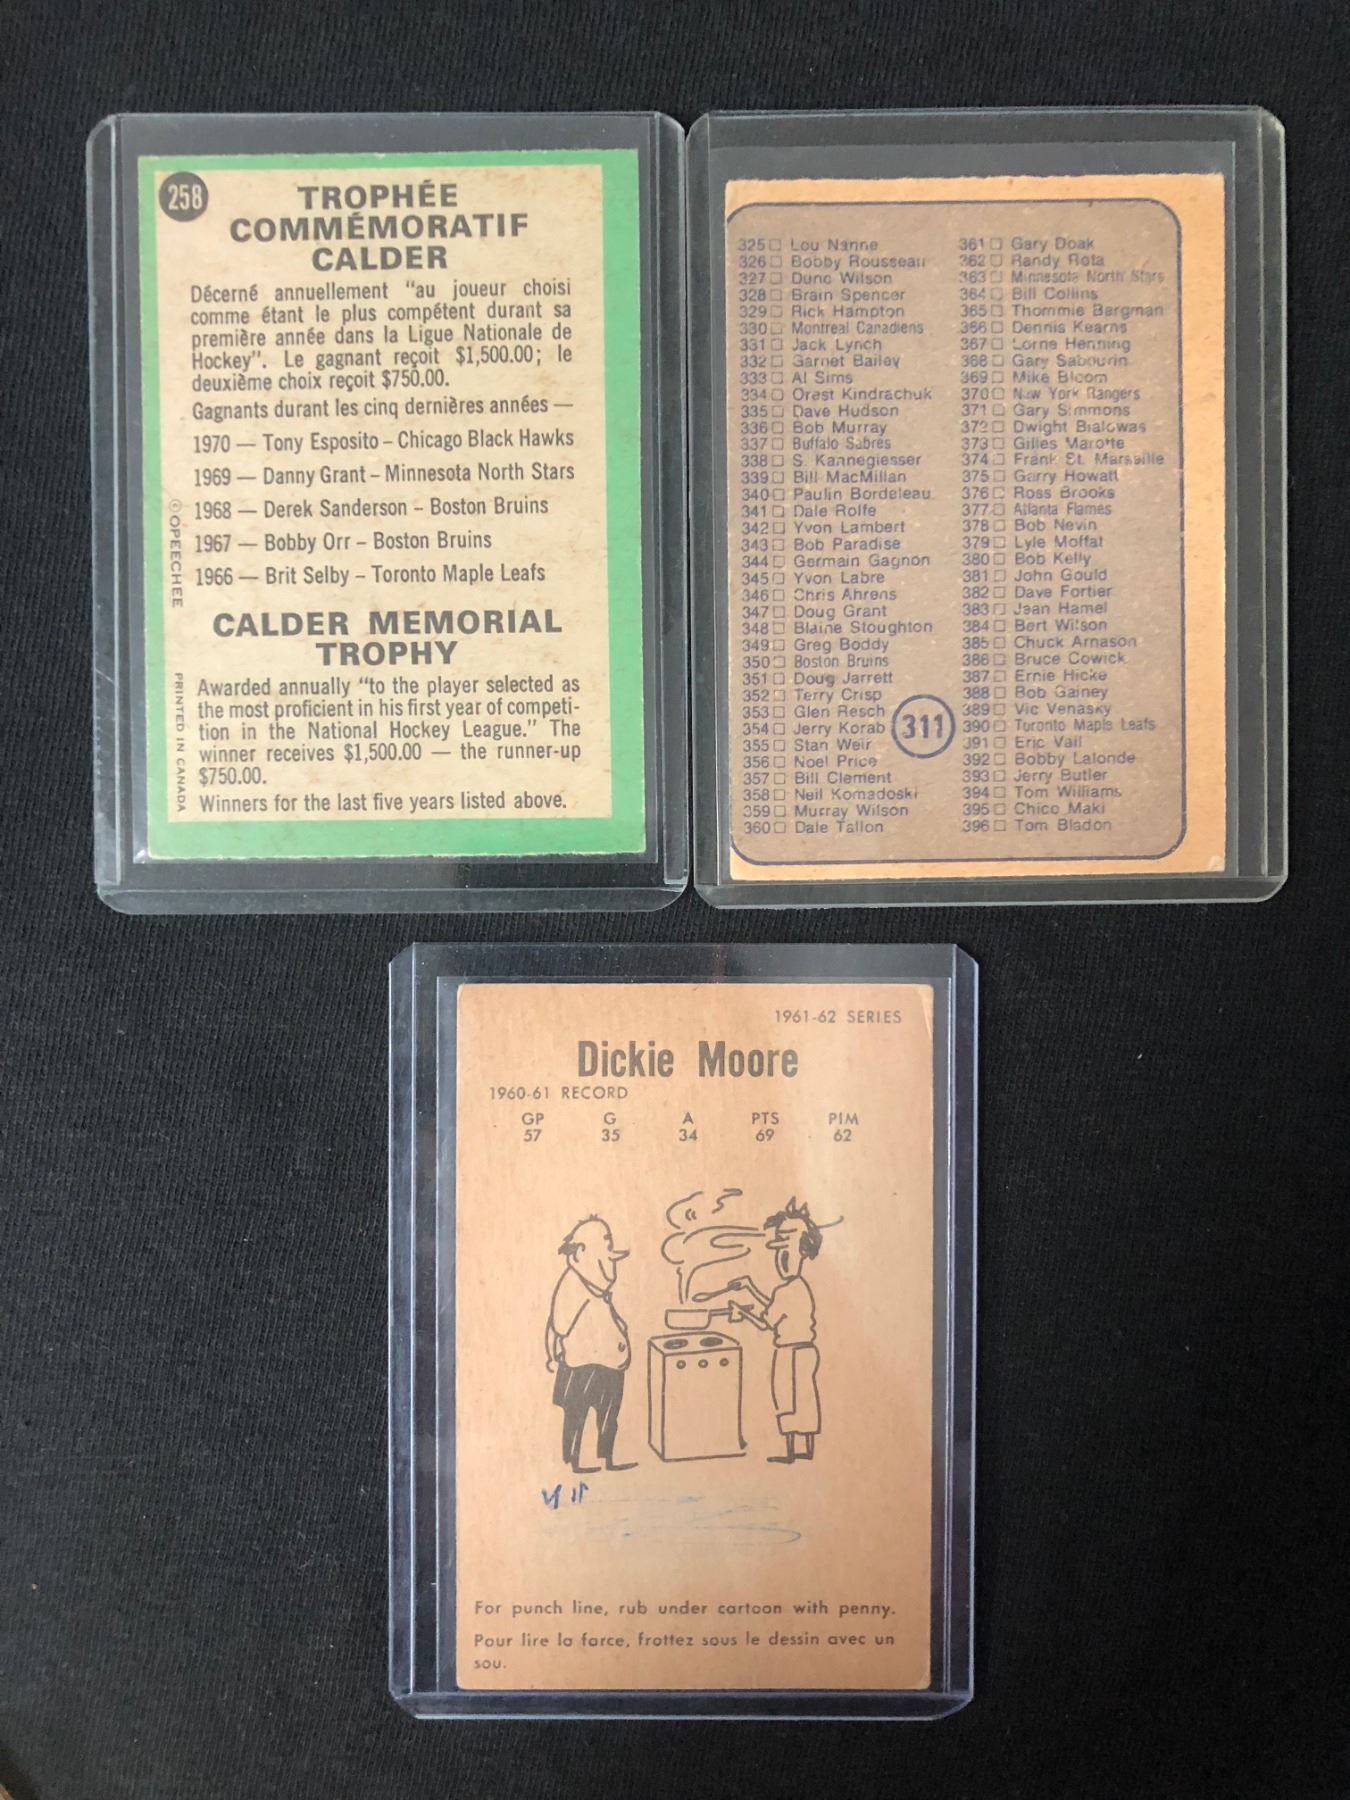 258
TROPHÉE
COMMÉMORATIF
CALDER
Décerné annuellement "au joueur choisi
comme étant le plus compétent durant sa
première année dans la Ligue Nationale de
Hockey". Le gagnant reçoit $1,500.00; le
deuxième choix reçoit $750.00.
Gagnants durant les cinq dernières années —
1970 — Tony Esposito – Chicago Black Hawks
1969 — Danny Grant – Minnesota North Stars
1968 — Derek Sanderson – Boston Bruins
1967 — Bobby Orr – Boston Bruins
1966 — Brit Selby – Toronto Maple Leafs
CALDER MEMORIAL
TROPHY
Awarded annually "to the player selected as
the most proficient in his first year of competi-
tion in the National Hockey League." The
winner receives $1,500.00 — the runner-up
$750.00.
Winners for the last five years listed above.
© OPEECHEE
PRINTED IN CANADA
325 □ Lou Nanne
326 □ Bobby Rousseau
327 □ Dunc Wilson
328 □ Brain Spencer
329 □ Rick Hampton
330 □ Montreal Canadiens
331 □ Jack Lynch
332 □ Garnet Bailey
333 □ Al Sims
334 □ Orest Kindrachuk
335 □ Dave Hudson
336 □ Bob Murray
337 □ Buffalo Sabres
338 □ S. Kannegiesser
339 □ Bill MacMillan
340 □ Paulin Bordeleau
341 □ Dale Rolfe
342 □ Yvon Lambert
343 □ Bob Paradise
344 □ Germain Gagnon
345 □ Yvon Labre
346 □ Chris Ahrens
347 □ Doug Grant
348 □ Blaine Stoughton
349 □ Greg Boddy
350 □ Boston Bruins
351 □ Doug Jarrett
352 □ Terry Crisp
353 □ Glen Resch
354 □ Jerry Korab
355 □ Stan Weir
356 □ Noel Price
357 □ Bill Clement
358 □ Neil Komadoski
359 □ Murray Wilson
360 □ Dale Tallon
311
361 □ Gary Doak
362 □ Randy Rota
363 □ Minnesota North Stars
364 □ Bill Collins
365 □ Thommie Bergman
366 □ Dennis Kearns
367 □ Lorne Henning
368 □ Gary Sabourin
369 □ Mike Bloom
370 □ New York Rangers
371 □ Gary Simmons
372 □ Dwight Bialowas
373 □ Gilles Marotte
374 □ Frank St. Marseille
375 □ Garry Howatt
376 □ Ross Brooks
377 □ Atlanta Flames
378 □ Bob Nevin
379 □ Lyle Moffat
380 □ Bob Kelly
381 □ John Gould
382 □ Dave Fortier
383 □ Jean Hamel
384 □ Bert Wilson
385 □ Chuck Arnason
386 □ Bruce Cowick
387 □ Ernie Hicke
388 □ Bob Gainey
389 □ Vic Venasky
390 □ Toronto Maple Leafs
391 □ Eric Vail
392 □ Bobby Lalonde
393 □ Jerry Butler
394 □ Tom Williams
395 □ Chico Maki
396 □ Tom Bladon
1961-62 SERIES
Dickie Moore
1960-61 RECORD
GP G A PTS PIM
57 35 34 69 62
For punch line, rub under cartoon with penny.
Pour lire la farce, frottez sous le dessin avec un
sou.